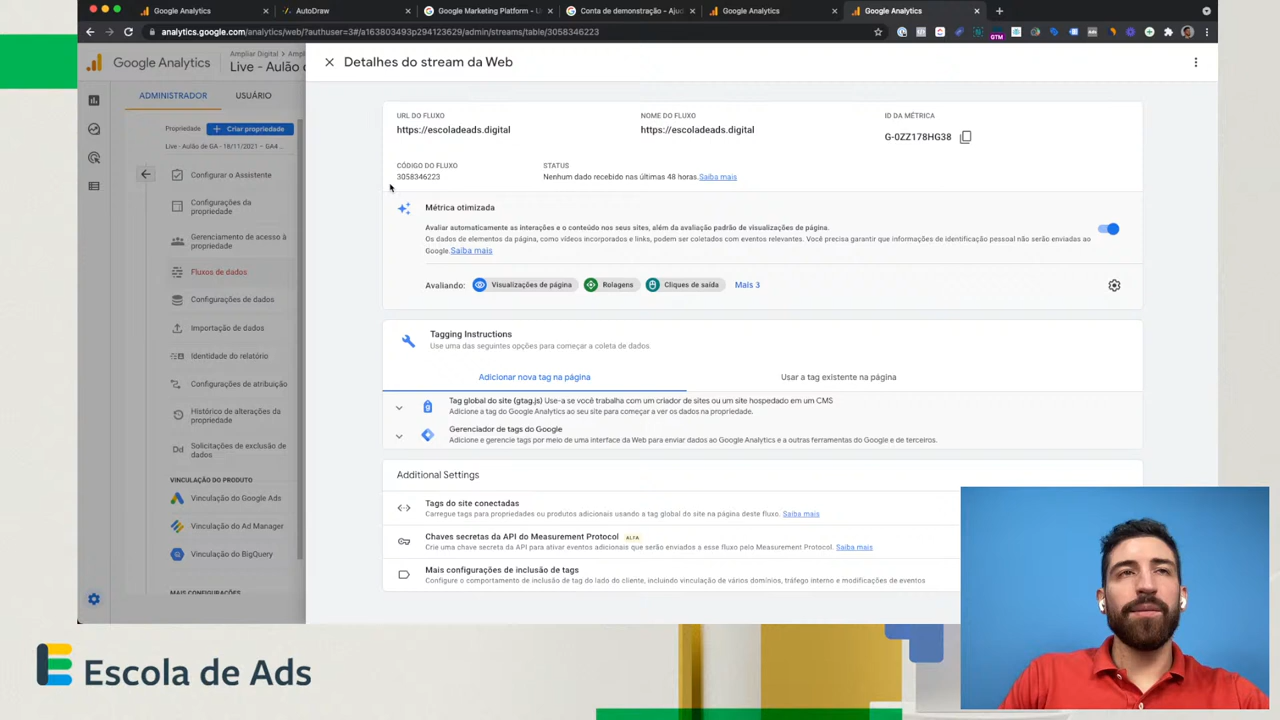 Google Analytics
AutoDraw
Google Marketing Platform - U
Conta de demonstração - Ajud
Google Analytics
Google Analytics
analytics.google.com/analytics/web/?authuser=3#/a163803493p294123629/admin/streams/table/3058346223
Google Analytics
Ampliar Digital
Live - Aulão
Detalhes do stream da Web
ADMINISTRADOR
USUÁRIO
Propriedade
+ Criar propriedade
Live - Aulão de GA - 18/11/2021 – GA4 ...
Configurar o Assistente
Configurações da
propriedade
Gerenciamento de acesso à
propriedade
Fluxos de dados
Configurações de dados
Importação de dados
Identidade do relatório
Configurações de atribuição
Histórico de alterações da
propriedade
Solicitações de exclusão de
dados
VINCULAÇÃO DO PRODUTO
Vinculação do Google Ads
Vinculação do Ad Manager
Vinculação do BigQuery
MAIS CONFIGURAÇÕES
URL DO FLUXO
https://escoladeads.digital
NOME DO FLUXO
https://escoladeads.digital
ID DA MÉTRICA
G-0ZZ178HG38
CÓDIGO DO FLUXO
3058346223
STATUS
Nenhum dado recebido nas últimas 48 horas.Saiba mais
Métrica otimizada
Avaliar automaticamente as interações e o conteúdo nos seus sites, além da avaliação padrão de visualizações de página.
Os dados de elementos da página, como vídeos incorporados e links, podem ser coletados com eventos relevantes. Você precisa garantir que informações de identificação pessoal não serão enviadas ao
Google.Saiba mais
Avaliando:
Visualizações de página
Rolagens
Cliques de saída
Mais 3
Tagging Instructions
Use uma das seguintes opções para começar a coleta de dados
Adicionar nova tag na página
Usar a tag existente na página
Tag global do site (gtag.js) Use-a se você trabalha com um criador de sites ou um site hospedado em um CMS
Adicione a tag do Google Analytics ao seu site para começar a ver os dados na propriedade.
Gerenciador de tags do Google
Adicione e gerencie tags por meio de uma interface da Web para enviar dados ao Google Analytics e a outras ferramentas do Google e de terceiros.
Additional Settings
Tags do site conectadas
Carregue tags para propriedades ou produtos adicionais usando a tag global do site na página deste fluxo. Saiba mais
Chaves secretas da API do Measurement Protocol ALFA
Crie uma chave secreta da API para ativar eventos adicionais que serão enviados a esse fluxo pelo Measurement Protocol. Saiba mais
Mais configurações de inclusão de tags
Configure o comportamento de inclusão de tag do lado do cliente, incluindo vinculação de vários domínios, tráfego interno e modificações de eventos
Escola de Ads